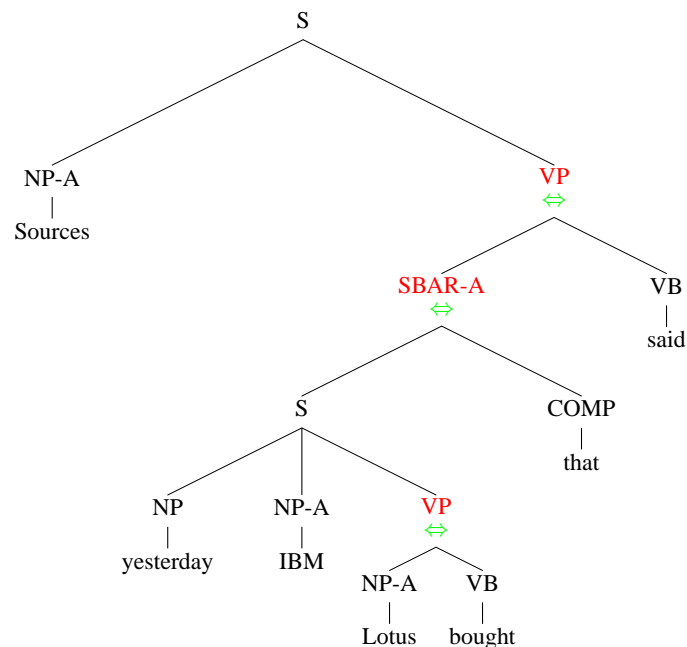 S
NP-A VP
⇔
Sources
SBAR-A VB
⇔
said
S COMP
that
NP NP-A VP
⇔
yesterday IBM
NP-A VB
Lotus bought